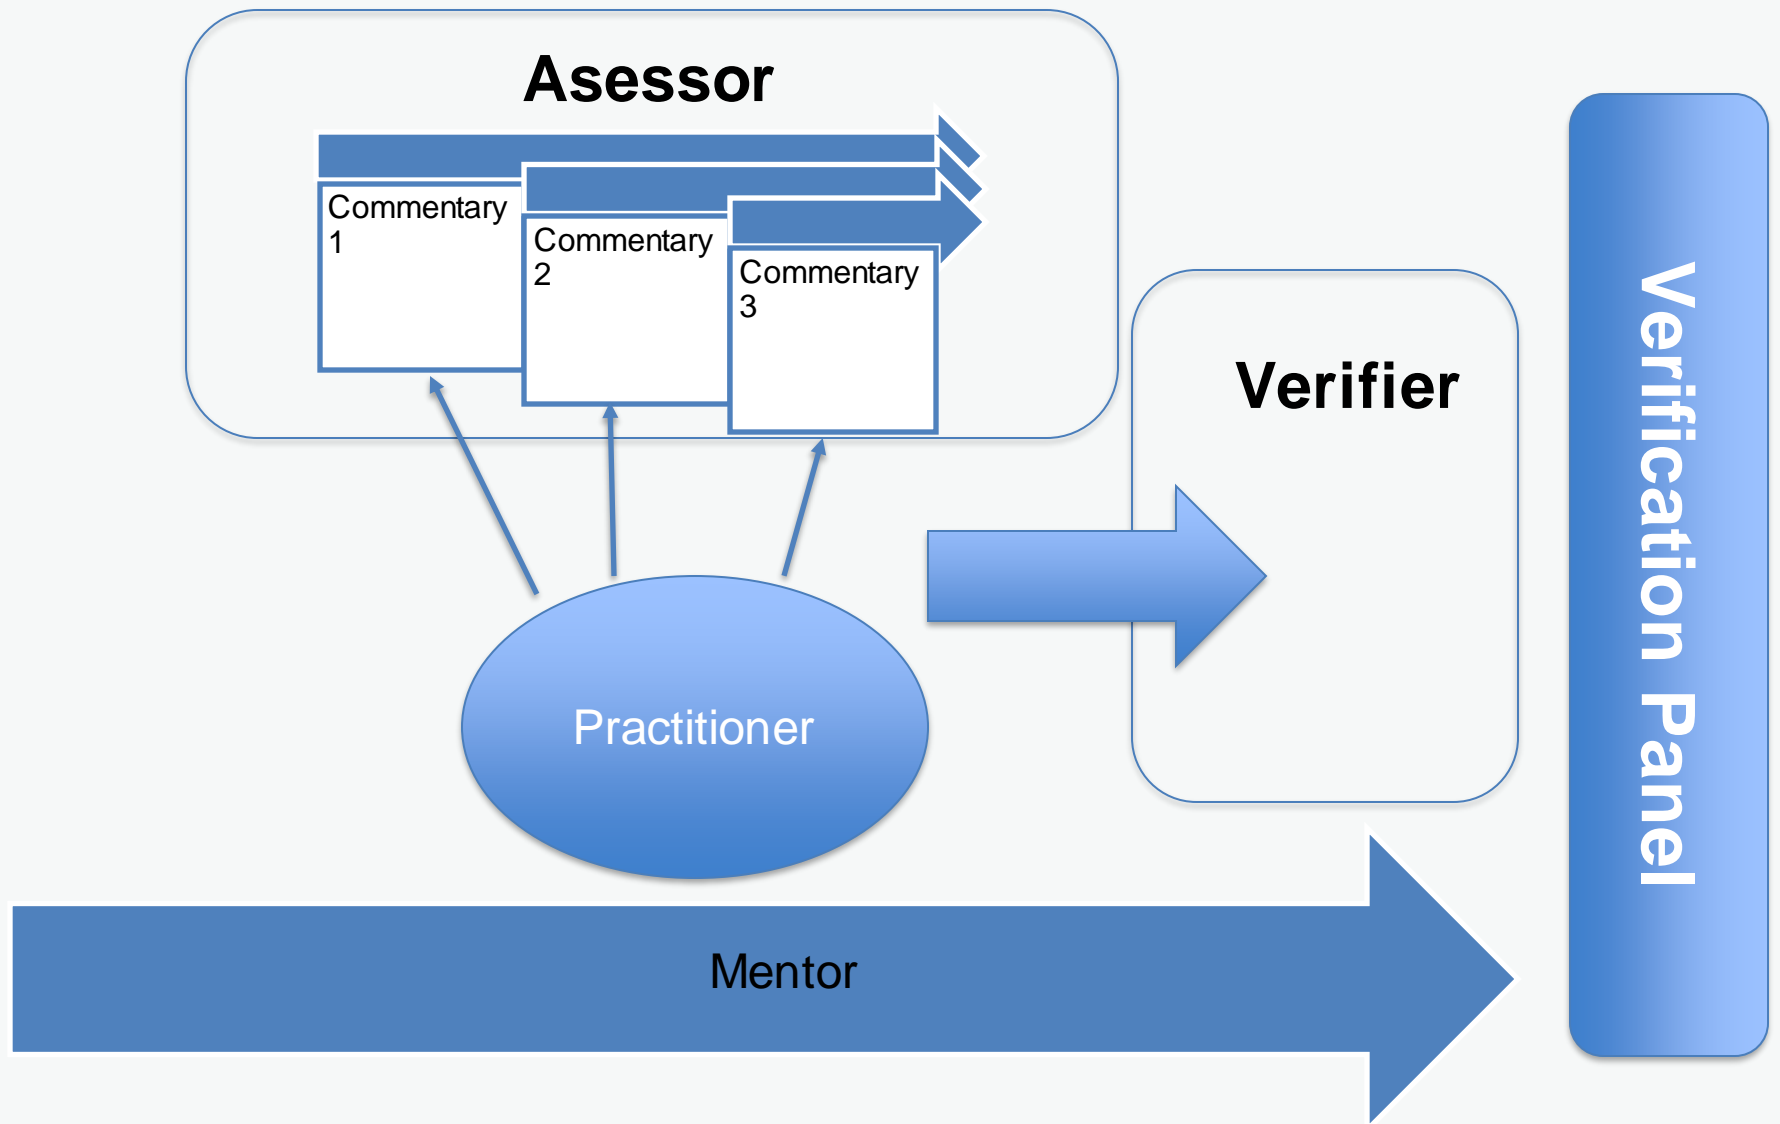 Asessor
Commentary
1
Commentary
2
Commentary
3
Verifier
Verification Panel
Practitioner
Mentor